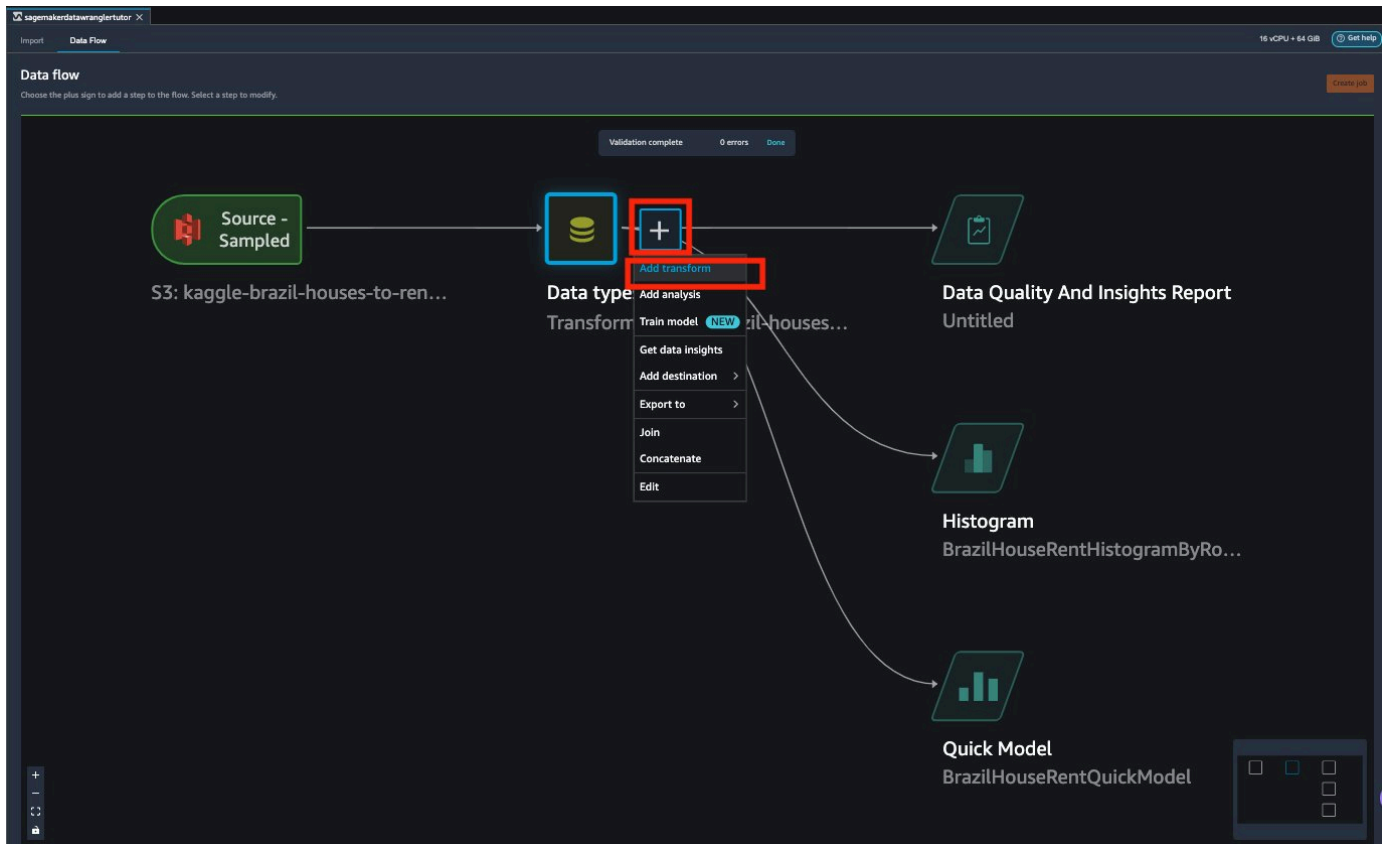 sagemakerdatawranglertutor
Import Data Flow
16 vCPU + 64 GiB Get help
Data flow
Choose the plus sign to add a step to the flow. Select a step to modify.
Create job
Validation complete 0 errors Done
Source - Sampled
S3: kaggle-brazil-houses-to-ren...
Data type
Transform
zil-houses...
Add transform
Add analysis
Train model NEW
Get data insights
Add destination
Export to
Join
Concatenate
Edit
Data Quality And Insights Report
Untitled
Histogram
BrazilHouseRentHistogramByRo...
Quick Model
BrazilHouseRentQuickModel